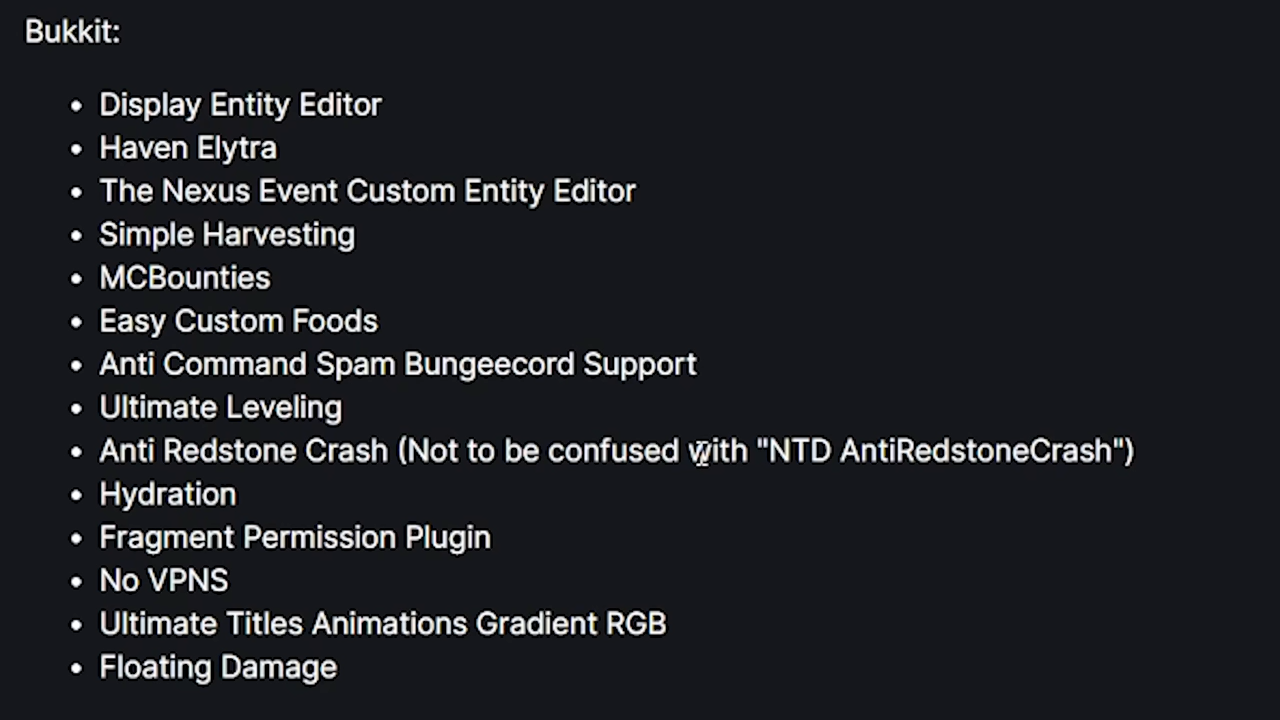 Bukkit:
• Display Entity Editor
• Haven Elytra
• The Nexus Event Custom Entity Editor
• Simple Harvesting
• MCBounties
• Easy Custom Foods
• Anti Command Spam Bungeecord Support
• Ultimate Leveling
• Anti Redstone Crash (Not to be confused with "NTD AntiRedstoneCrash")
• Hydration
• Fragment Permission Plugin
• No VPNS
• Ultimate Titles Animations Gradient RGB
• Floating Damage